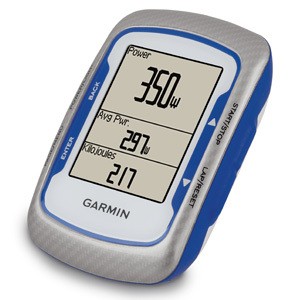 Power
350w
Avg Pwr.
297w
Kilojoules
217
GARMIN
BACK
ENTER
START/STOP
LAP/RESET